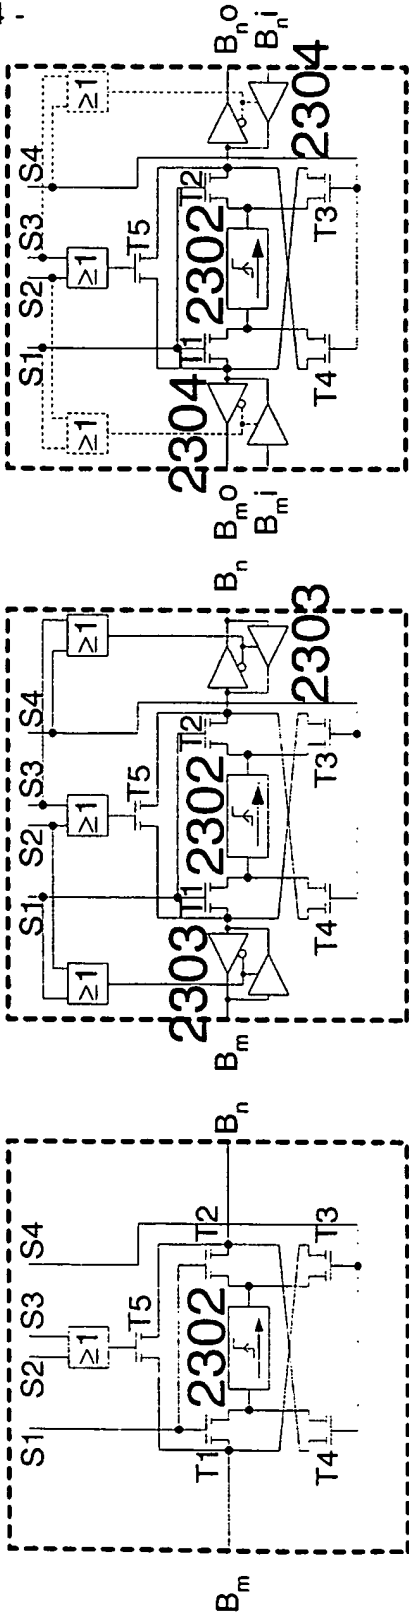 S1 S2 S3 S4
≥1
T5
T1 2302 T2
Bm Bn
T4 T3
S1 S2 S3 S4
≥1 ≥1 ≥1
T5
2303 T1 2302 T2
Bm Bn
T4 T3 2303
S1 S2 S3 S4
≥1 ≥1 ≥1
T5
2304 T1 2302 T2
Bmo Bno
Bmi Bni
T4 T3 2304